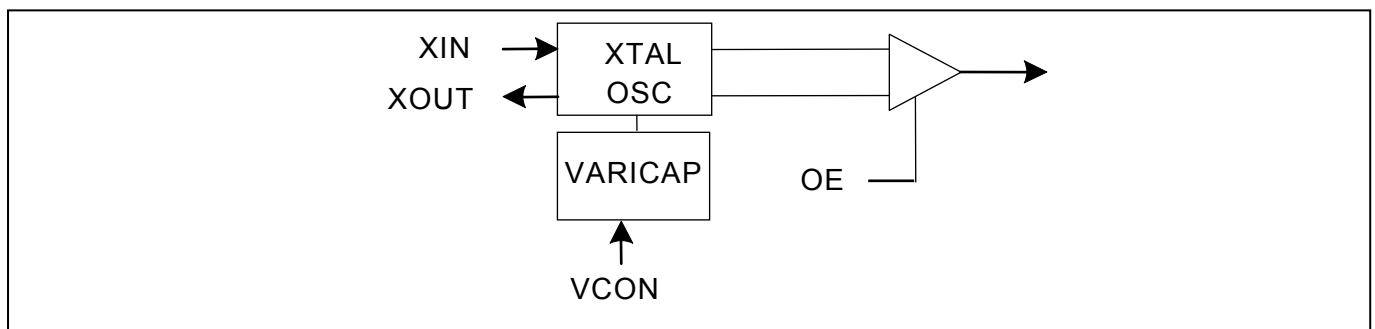 XIN
XOUT
XTAL
OSC
VARICAP
OE
VCON